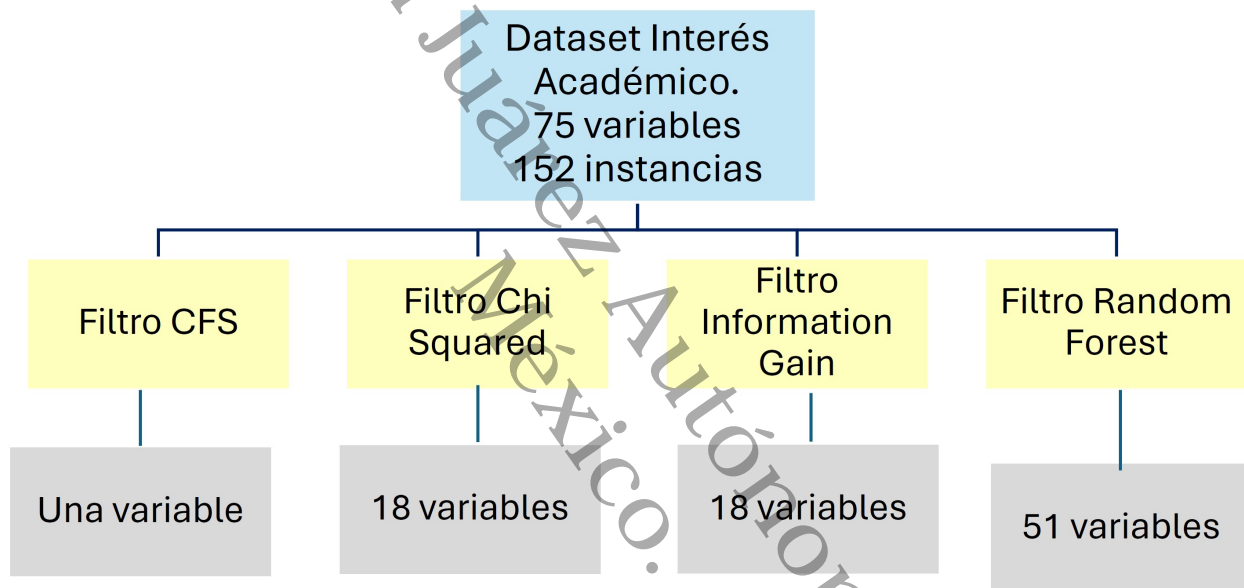 Dataset Interés
Académico.
75 variables
152 instancias
Filtro CFS
Filtro Chi
Squared
Filtro
Information
Gain
Filtro Random
Forest
Una variable
18 variables
18 variables
51 variables
Juárez Autónom
México.